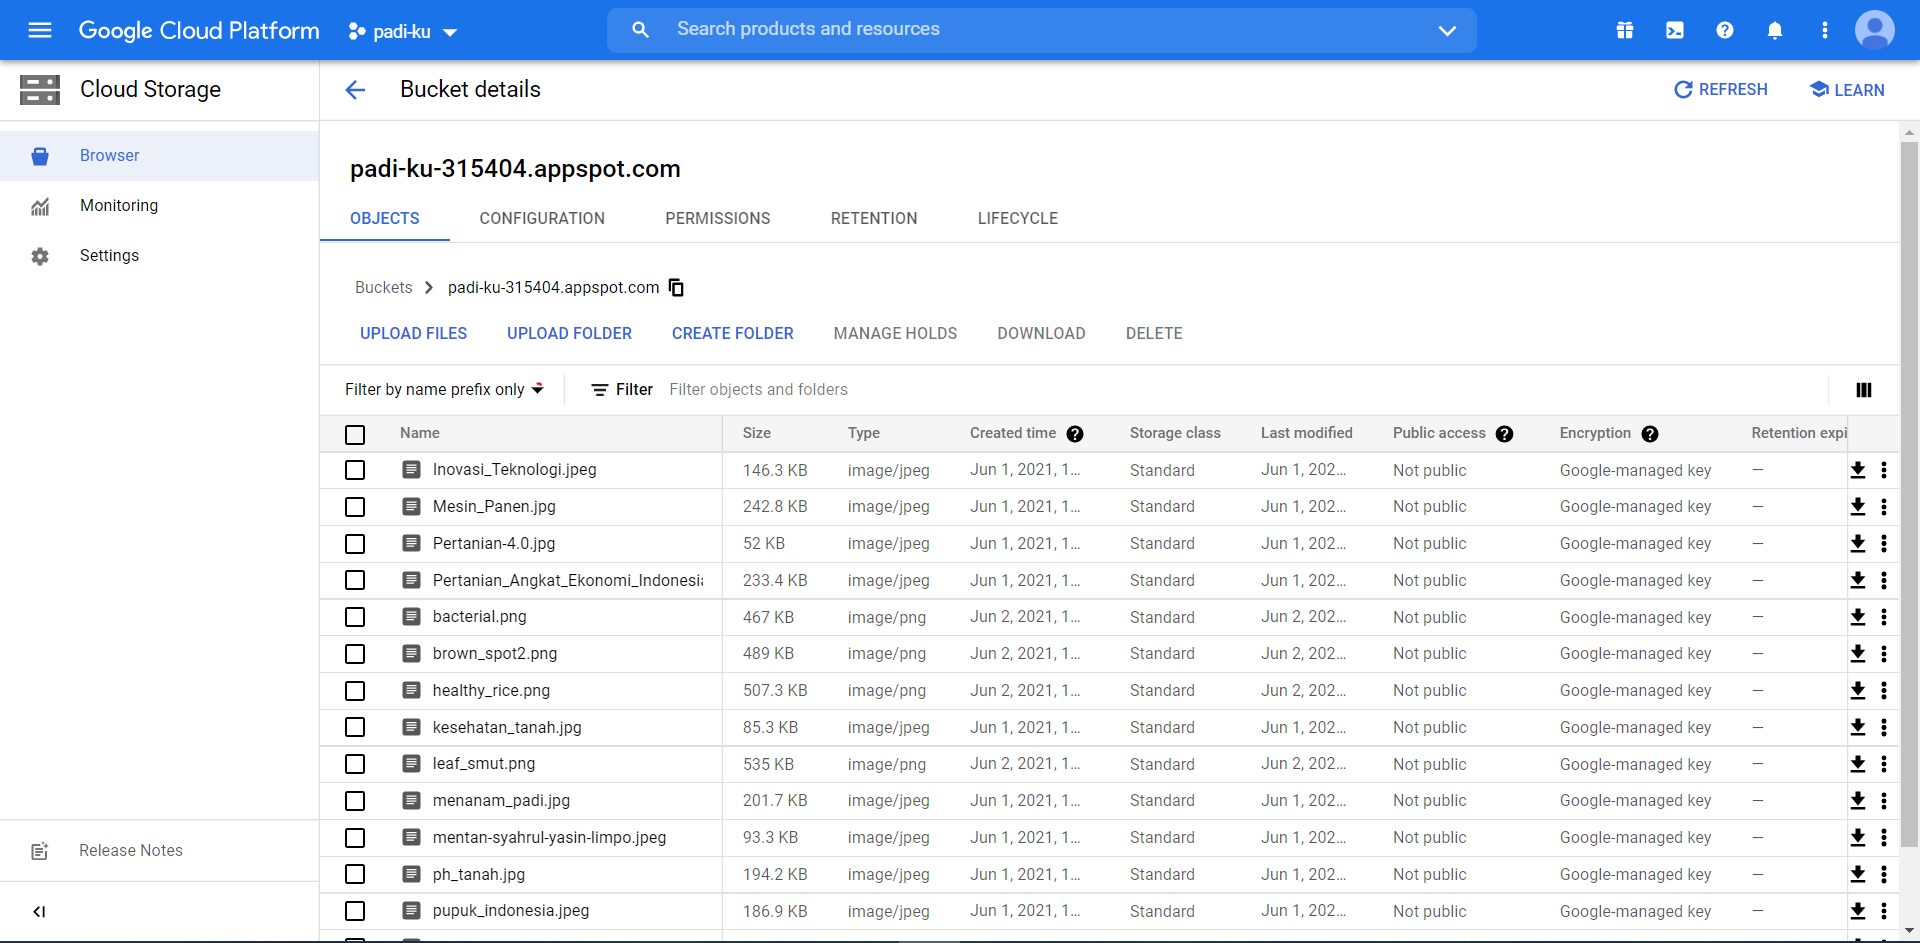 Google Cloud Platform padi-ku Search products and resources
Cloud Storage Bucket details REFRESH LEARN
Browser
Monitoring
Settings
Release Notes
padi-ku-315404.appspot.com
OBJECTS CONFIGURATION PERMISSIONS RETENTION LIFECYCLE
Buckets padi-ku-315404.appspot.com
UPLOAD FILES UPLOAD FOLDER CREATE FOLDER MANAGE HOLDS DOWNLOAD DELETE
Filter by name prefix only Filter Filter objects and folders
Name Size Type Created time Storage class Last modified Public access Encryption Retention expi
Inovasi_Teknologi.jpeg 146.3 KB image/jpeg Jun 1, 2021, 1... Standard Jun 1, 202... Not public Google-managed key —
Mesin_Panen.jpg 242.8 KB image/jpeg Jun 1, 2021, 1... Standard Jun 1, 202... Not public Google-managed key —
Pertanian-4.0.jpg 52 KB image/jpeg Jun 1, 2021, 1... Standard Jun 1, 202... Not public Google-managed key —
Pertanian_Angkat_Ekonomi_Indonesia 233.4 KB image/jpeg Jun 1, 2021, 1... Standard Jun 1, 202... Not public Google-managed key —
bacterial.png 467 KB image/png Jun 2, 2021, 1... Standard Jun 2, 202... Not public Google-managed key —
brown_spot2.png 489 KB image/png Jun 2, 2021, 1... Standard Jun 2, 202... Not public Google-managed key —
healthy_rice.png 507.3 KB image/png Jun 2, 2021, 1... Standard Jun 2, 202... Not public Google-managed key —
kesehatan_tanah.jpg 85.3 KB image/jpeg Jun 1, 2021, 1... Standard Jun 1, 202... Not public Google-managed key —
leaf_smut.png 535 KB image/png Jun 2, 2021, 1... Standard Jun 2, 202... Not public Google-managed key —
menanam_padi.jpg 201.7 KB image/jpeg Jun 1, 2021, 1... Standard Jun 1, 202... Not public Google-managed key —
mentan-syahrul-yasin-limpo.jpeg 93.3 KB image/jpeg Jun 1, 2021, 1... Standard Jun 1, 202... Not public Google-managed key —
ph_tanah.jpg 194.2 KB image/jpeg Jun 1, 2021, 1... Standard Jun 1, 202... Not public Google-managed key —
pupuk_indonesia.jpeg 186.9 KB image/jpeg Jun 1, 2021, 1... Standard Jun 1, 202... Not public Google-managed key —